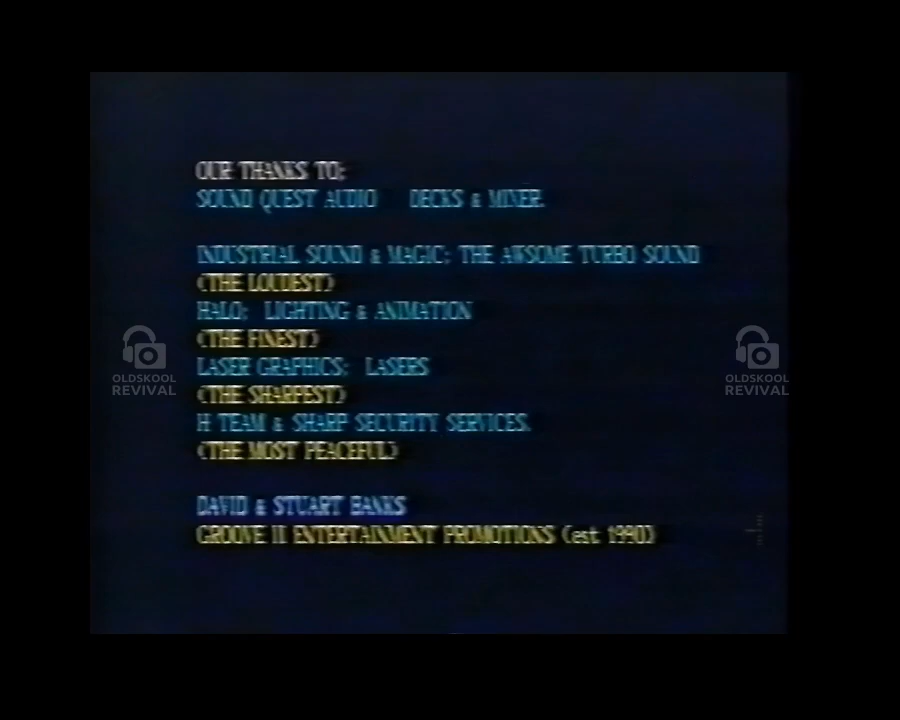 OUR THANKS TO;
SOUND QUEST AUDIO DECKS & MIXER.
INDUSTRIAL SOUND & MAGIC; THE AWSOME TURBO SOUND
(THE LOUDEST)
HALO; LIGHTING & ANIMATION
(THE FINEST)
LASER GRAPHICS; LASERS
(THE SHARPEST)
H TEAM & SHARP SECURITY SERVICES.
(THE MOST PEACEFUL)
DAVID & STUART BANKS
GROOVE II ENTERTAINMENT PROMOTIONS (est 1990)
OLDSKOOL
REVIVAL
OLDSKOOL
REVIVAL